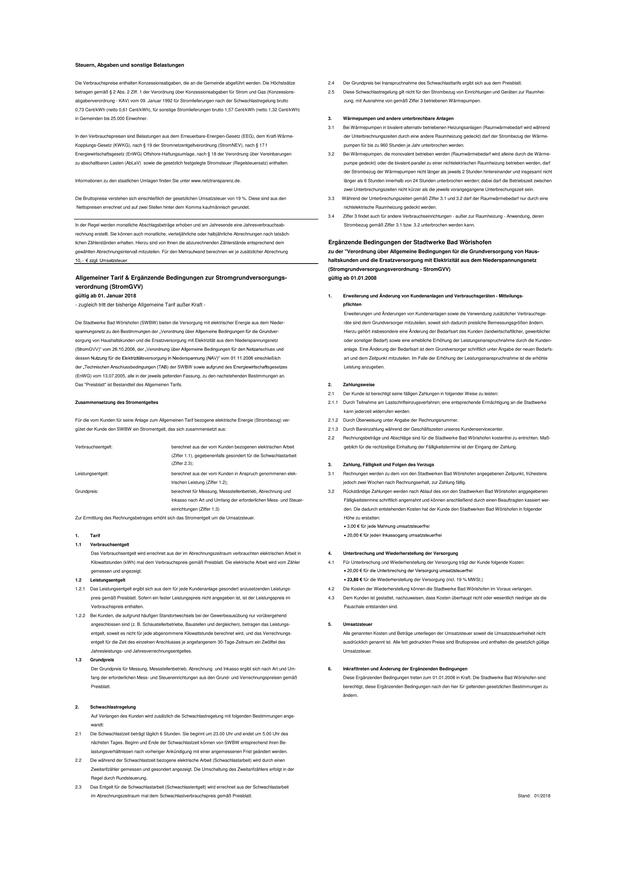 Steuern, Abgaben und sonstige Belastungen
Die Verbrauchspreise enthalten Konzessionsabgaben, die an die Gemeinde abgeführt werden. Die Höchstsätze
betragen gemäß § 2 Abs. 2 Ziff. 1 der Verordnung über Konzessionsabgaben für Strom und Gas (Konzessions-
abgabenverordnung - KAV) vom 09. Januar 1992 für Stromlieferungen nach der Schwachlastregelung brutto
0,73 Cent/kWh (netto 0,61 Cent/kWh), für sonstige Stromlieferungen brutto 1,57 Cent/kWh (netto 1,32 Cent/kWh)
in Gemeinden bis 25.000 Einwohner.
In den Verbrauchspreisen sind Belastungen aus dem Erneuerbare-Energien-Gesetz (EEG), dem Kraft-Wärme-
Kopplungs-Gesetz (KWKG), nach § 19 der Stromnetzentgeltverordnung (StromNEV), nach § 17 f
Energiewirtschaftsgesetz (EnWG) Offshore-Haftungsumlage, nach § 18 der Verordnung über Vereinbarungen
zu abschaltbaren Lasten (AbLaV) sowie die gesetzlich festgelegte Stromsteuer (Regelsteuersatz) enthalten.
Informationen zu den staatlichen Umlagen finden Sie unter www.netztransparenz.de.
Die Bruttopreise verstehen sich einschließlich der gesetzlichen Umsatzsteuer von 19 %. Diese sind aus den
Nettopreisen errechnet und auf zwei Stellen hinter dem Komma kaufmännisch gerundet.
In der Regel werden monatliche Abschlagsbeträge erhoben und am Jahresende eine Jahresverbrauchsab-
rechnung erstellt. Sie können auch monatliche, vierteljährliche oder halbjährliche Abrechnungen nach tatsäch-
lichen Zählerständen erhalten. Hierzu sind von Ihnen die abzurechnenden Zählerstände entsprechend dem
gewählten Abrechnungsintervall mitzuteilen. Für den Mehraufwand berechnen wir je zusätzlicher Abrechnung
10,- € zzgl. Umsatzsteuer.
Allgemeiner Tarif & Ergänzende Bedingungen zur Stromgrundversorgungs-
verordnung (StromGVV)
gültig ab 01. Januar 2018
- zugleich tritt der bisherige Allgemeine Tarif außer Kraft -
Die Stadtwerke Bad Wörishofen (SWBW) bieten die Versorgung mit elektrischer Energie aus dem Nieder-
spannungsnetz zu den Bestimmungen der „Verordnung über Allgemeine Bedingungen für die Grundver-
sorgung von Haushaltskunden und die Ersatzversorgung mit Elektrizität aus dem Niederspannungsnetz
(StromGVV)" vom 26.10.2006, der „Verordnung über Allgemeine Bedingungen für den Netzanschluss und
dessen Nutzung für die Elektrizitätsversorgung in Niederspannung (NAV)" vom 01.11.2006 einschließlich
der „Technischen Anschlussbedingungen (TAB) der SWBW sowie aufgrund des Energiewirtschaftsgesetzes
(EnWG) vom 13.07.2005, alle in der jeweils geltenden Fassung, zu den nachstehenden Bestimmungen an.
Das "Preisblatt" ist Bestandteil des Allgemeinen Tarifs.
Zusammensetzung des Stromentgeltes
Für die vom Kunden für seine Anlage zum Allgemeinen Tarif bezogene elektrische Energie (Strombezug) ver-
gütet der Kunde den SWBW ein Stromentgelt, das sich zusammensetzt aus:
Verbrauchsentgelt: berechnet aus der vom Kunden bezogenen elektrischen Arbeit
(Ziffer 1.1), gegebenenfalls gesondert für die Schwachlastarbeit
(Ziffer 2.3);
Leistungsentgelt: berechnet aus der vom Kunden in Anspruch genommenen elek-
trischen Leistung (Ziffer 1.2);
Grundpreis: berechnet für Messung, Messstellenbetrieb, Abrechnung und
Inkasso nach Art und Umfang der erforderlichen Mess- und Steuer-
einrichtungen (Ziffer 1.3)
Zur Ermittlung des Rechnungsbetrages erhöht sich das Stromentgelt um die Umsatzsteuer.
1. Tarif
1.1 Verbrauchsentgelt
Das Verbrauchsentgelt wird errechnet aus der im Abrechnungszeitraum verbrauchten elektrischen Arbeit in
Kilowattstunden (kWh) mal dem Verbrauchspreis gemäß Preisblatt. Die elektrische Arbeit wird vom Zähler
gemessen und angezeigt.
1.2 Leistungsentgelt
1.2.1 Das Leistungsentgelt ergibt sich aus dem für jede Kundenanlage gesondert anzusetzenden Leistungs-
preis gemäß Preisblatt. Sofern ein fester Leistungspreis nicht angegeben ist, ist der Leistungspreis im
Verbrauchspreis enthalten.
1.2.2 Bei Kunden, die aufgrund häufigen Standortwechsels bei der Gewerbeausübung nur vorübergehend
angeschlossen sind (z. B. Schaustellerbetriebe, Baustellen und dergleichen), betragen das Leistungs-
entgelt, soweit es nicht für jede abgenommene Kilowattstunde berechnet wird, und das Verrechnungs-
entgelt für die Zeit des einzelnen Anschlusses je angefangenem 30-Tage-Zeitraum ein Zwölftel des
Jahresleistungs- und Jahresverrechnungsentgeltes.
1.3 Grundpreis
Der Grundpreis für Messung, Messstellenbetrieb, Abrechnung und Inkasso ergibt sich nach Art und Um-
fang der erforderlichen Mess- und Steuereinrichtungen aus den Grund- und Verrechnungspreisen gemäß
Preisblatt.
2. Schwachlastregelung
Auf Verlangen des Kunden wird zusätzlich die Schwachlastregelung mit folgenden Bestimmungen ange-
wandt:
2.1 Die Schwachlastzeit beträgt täglich 6 Stunden. Sie beginnt um 23.00 Uhr und endet um 5.00 Uhr des
nächsten Tages. Beginn und Ende der Schwachlastzeit können von SWBW entsprechend ihren Be-
lastungsverhältnissen nach vorheriger Ankündigung mit einer angemessenen Frist geändert werden.
2.2 Die während der Schwachlastzeit bezogene elektrische Arbeit (Schwachlastarbeit) wird durch einen
Zweitarifzähler gemessen und gesondert angezeigt. Die Umschaltung des Zweitarifzählers erfolgt in der
Regel durch Rundsteuerung.
2.3 Das Entgelt für die Schwachlastarbeit (Schwachlastentgelt) wird errechnet aus der Schwachlastarbeit
im Abrechnungszeitraum mal dem Schwachlastverbrauchspreis gemäß Preisblatt.
2.4 Der Grundpreis bei Inanspruchnahme des Schwachlasttarifs ergibt sich aus dem Preisblatt.
2.5 Diese Schwachlastregelung gilt nicht für den Strombezug von Einrichtungen und Geräten zur Raumhei-
zung, mit Ausnahme von gemäß Ziffer 3 betriebenen Wärmepumpen.
3. Wärmepumpen und andere unterbrechbare Anlagen
3.1 Bei Wärmepumpen in bivalent-alternativ betriebenen Heizungsanlagen (Raumwärmebedarf wird während
der Unterbrechungszeiten durch eine andere Raumheizung gedeckt) darf der Strombezug der Wärme-
pumpen für bis zu 960 Stunden je Jahr unterbrochen werden.
3.2 Bei Wärmepumpen, die monovalent betrieben werden (Raumwärmebedarf wird alleine durch die Wärme-
pumpe gedeckt) oder die bivalent-parallel zu einer nichtelektrischen Raumheizung betrieben werden, darf
der Strombezug der Wärmepumpen nicht länger als jeweils 2 Stunden hintereinander und insgesamt nicht
länger als 6 Stunden innerhalb von 24 Stunden unterbrochen werden; dabei darf die Betriebszeit zwischen
zwei Unterbrechungszeiten nicht kürzer als die jeweils vorangegangene Unterbrechungszeit sein.
3.3 Während der Unterbrechungszeiten gemäß Ziffer 3.1 und 3.2 darf der Raumwärmebedarf nur durch eine
nichtelektrische Raumheizung gedeckt werden.
3.4 Ziffer 3 findet auch für andere Verbrauchseinrichtungen - außer zur Raumheizung - Anwendung, deren
Strombezug gemäß Ziffer 3.1 bzw. 3.2 unterbrochen werden kann.
Ergänzende Bedingungen der Stadtwerke Bad Wörishofen
zu der "Verordnung über Allgemeine Bedingungen für die Grundversorgung von Haus-
haltskunden und die Ersatzversorgung mit Elektrizität aus dem Niederspannungsnetz
(Stromgrundversorgungsverordnung - StromGVV)
gültig ab 01.01.2008
1. Erweiterung und Änderung von Kundenanlagen und Verbrauchsgeräten - Mitteilungs-
pflichten
Erweiterungen und Änderungen von Kundenanlagen sowie die Verwendung zusätzlicher Verbrauchsge-
räte sind dem Grundversorger mitzuteilen, soweit sich dadurch preisliche Bemessungsgrößen ändern.
Hierzu gehört insbesondere eine Änderung der Bedarfsart des Kunden (landwirtschaftlicher, gewerblicher
oder sonstiger Bedarf) sowie eine erhebliche Erhöhung der Leistungsinanspruchnahme durch die Kunden-
anlage. Eine Änderung der Bedarfsart ist dem Grundversorger schriftlich unter Angabe der neuen Bedarfs-
art und dem Zeitpunkt mitzuteilen. Im Falle der Erhöhung der Leistungsinanspruchnahme ist die erhöhte
Leistung anzugeben.
2. Zahlungsweise
2.1 Der Kunde ist berechtigt seine fälligen Zahlungen in folgender Weise zu leisten:
2.1.1 Durch Teilnahme am Lastschrifteinzugsverfahren; eine entsprechende Ermächtigung an die Stadtwerke
kann jederzeit widerrufen werden.
2.1.2 Durch Überweisung unter Angabe der Rechnungsnummer.
2.1.3 Durch Bareinzahlung während der Geschäftszeiten unseres Kundenservicecenter.
2.2 Rechnungsbeträge und Abschläge sind für die Stadtwerke Bad Wörishofen kostenfrei zu entrichten. Maß-
geblich für die rechtzeitige Einhaltung der Fälligkeitstermine ist der Eingang der Zahlung.
3. Zahlung, Fälligkeit und Folgen des Verzugs
3.1 Rechnungen werden zu dem von den Stadtwerken Bad Wörishofen angegebenen Zeitpunkt, frühestens
jedoch zwei Wochen nach Rechnungserhalt, zur Zahlung fällig.
3.2 Rückständige Zahlungen werden nach Ablauf des von den Stadtwerken Bad Wörishofen angegebenen
Fälligkeitstermine schriftlich angemahnt und können anschließend durch einen Beauftragten kassiert wer-
den. Die dadurch entstehenden Kosten hat der Kunde den Stadtwerken Bad Wörishofen in folgender
Höhe zu erstatten:
• 3,00 € für jede Mahnung umsatzsteuerfrei
• 20,00 € für jeden Inkassogang umsatzsteuerfrei.
4. Unterbrechung und Wiederherstellung der Versorgung
4.1 Für Unterbrechung und Wiederherstellung der Versorgung trägt der Kunde folgende Kosten:
• 20,00 € für die Unterbrechung der Versorgung umsatzsteuerfrei
• 23,80 € für die Wiederherstellung der Versorgung (incl. 19 % MWSt.)
4.2 Die Kosten der Wiederherstellung können die Stadtwerke Bad Wörishofen im Voraus verlangen.
4.3 Dem Kunden ist gestattet, nachzuweisen, dass Kosten überhaupt nicht oder wesentlich niedriger als die
Pauschale entstanden sind.
5. Umsatzsteuer
Alle genannten Kosten und Beträge unterliegen der Umsatzsteuer soweit die Umsatzsteuerfreiheit nicht
ausdrücklich genannt ist. Alle fett gedruckten Preise sind Bruttopreise und enthalten die gesetzlich gültige
Umsatzsteuer.
6. Inkrafttreten und Änderung der Ergänzenden Bedingungen
Diese Ergänzenden Bedingungen treten zum 01.01.2008 in Kraft. Die Stadtwerke Bad Wörishofen sind
berechtigt, diese Ergänzenden Bedingungen nach den hier für geltenden gesetzlichen Bestimmungen zu
ändern.
Stand: 01/2018